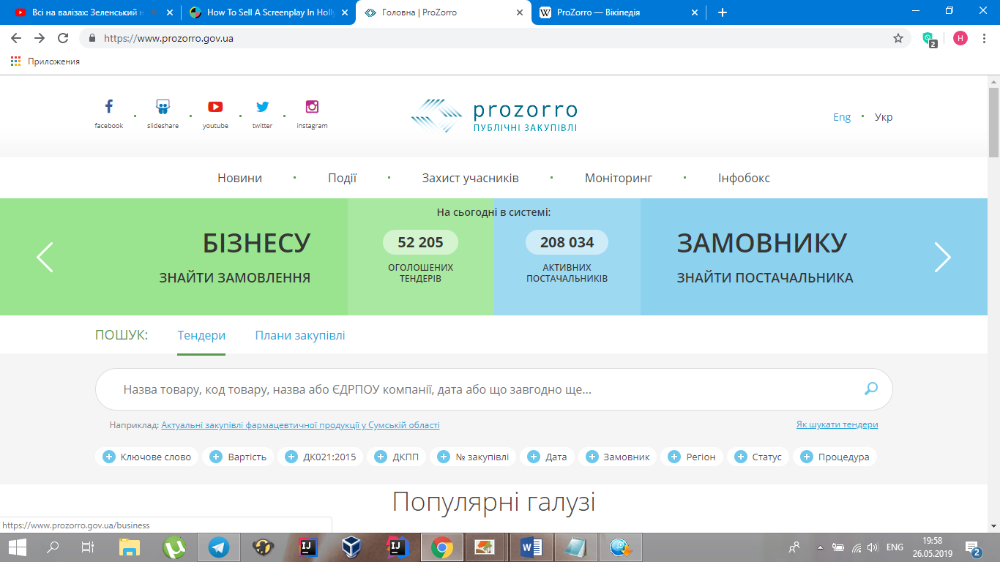 Всі на валізах: Зеленський н
How To Sell A Screenplay In Holly
Головна | ProZorro
ProZorro — Вікіпедія
https://www.prozorro.gov.ua
2
H
Приложения
facebook
slideshare
youtube
twitter
instagram
prozorro
ПУБЛІЧНІ ЗАКУПІВЛІ
Eng · Укр
Новини · Події · Захист учасників · Моніторинг · Інфобокс
На сьогодні в системі:
БІЗНЕСУ
ЗНАЙТИ ЗАМОВЛЕННЯ
52 205
ОГОЛОШЕНИХ
ТЕНДЕРІВ
208 034
АКТИВНИХ
ПОСТАЧАЛЬНИКІВ
ЗАМОВНИКУ
ЗНАЙТИ ПОСТАЧАЛЬНИКА
ПОШУК: Тендери Плани закупівлі
Назва товару, код товару, назва або ЄДРПОУ компанії, дата або що завгодно ще...
Наприклад: Актуальні закупівлі фармацевтичної продукції у Сумській області
Як шукати тендери
Ключове слово
Вартість
ДК021:2015
ДКПП
№ закупівлі
Дата
Замовник
Регіон
Статус
Процедура
Популярні галузі
https://www.prozorro.gov.ua/business
IJ
IJ
W
ENG
19:58
26.05.2019
2